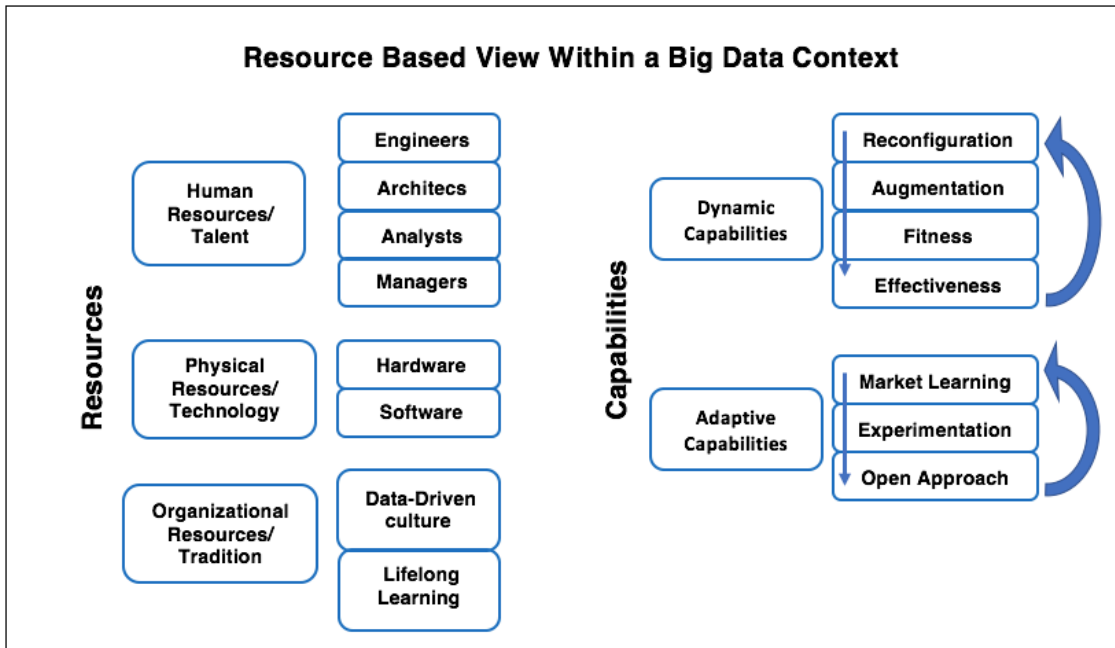 Resource Based View Within a Big Data Context
Resources
Human
Resources/
Talent
Engineers
Architecs
Analysts
Managers
Physical
Resources/
Technology
Hardware
Software
Organizational
Resources/
Tradition
Data-Driven
culture
Lifelong
Learning
Capabilities
Dynamic
Capabilities
Reconfiguration
Augmentation
Fitness
Effectiveness
Adaptive
Capabilities
Market Learning
Experimentation
Open Approach